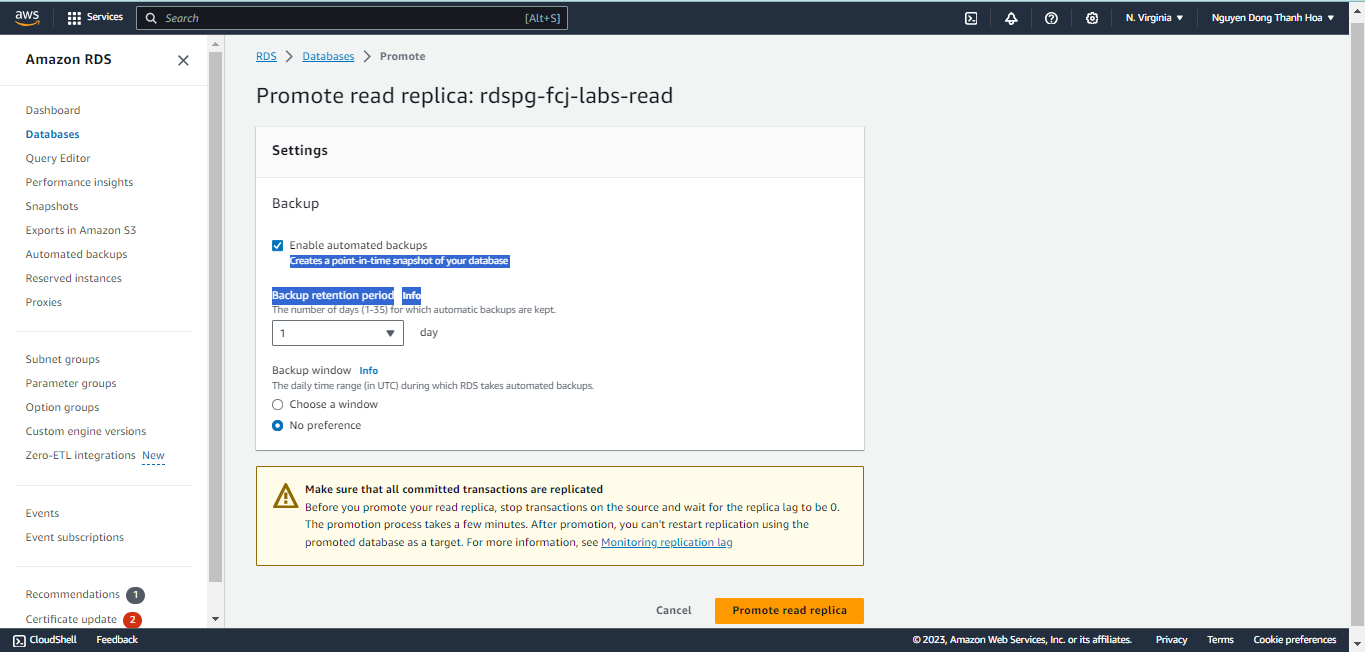 aws
Services
Search
[Alt+S]
N. Virginia
Nguyen Dong Thanh Hoa
Amazon RDS
Dashboard
Databases
Query Editor
Performance insights
Snapshots
Exports in Amazon S3
Automated backups
Reserved instances
Proxies
Subnet groups
Parameter groups
Option groups
Custom engine versions
Zero-ETL integrations New
Events
Event subscriptions
Recommendations 1
Certificate update 2
RDS > Databases > Promote
Promote read replica: rdspg-fcj-labs-read
Settings
Backup
Enable automated backups
Creates a point-in-time snapshot of your database
Backup retention period Info
The number of days (1-35) for which automatic backups are kept.
1 day
Backup window Info
The daily time range (in UTC) during which RDS takes automated backups.
Choose a window
No preference
Make sure that all committed transactions are replicated
Before you promote your read replica, stop transactions on the source and wait for the replica lag to be 0.
The promotion process takes a few minutes. After promotion, you can't restart replication using the
promoted database as a target. For more information, see Monitoring replication lag
Cancel
Promote read replica
CloudShell
Feedback
© 2023, Amazon Web Services, Inc. or its affiliates.
Privacy
Terms
Cookie preferences